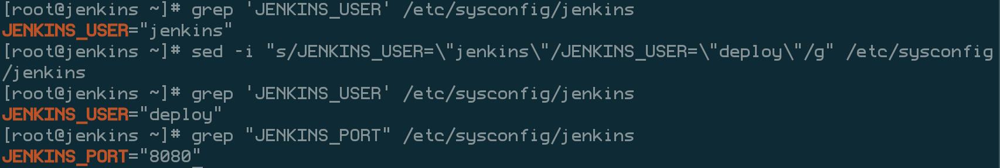 [root@jenkins ~]# grep 'JENKINS_USER' /etc/sysconfig/jenkins
JENKINS_USER="jenkins"
[root@jenkins ~]# sed -i "s/JENKINS_USER=\"jenkins\"/JENKINS_USER=\"deploy\"/g" /etc/sysconfig
/jenkins
[root@jenkins ~]# grep 'JENKINS_USER' /etc/sysconfig/jenkins
JENKINS_USER="deploy"
[root@jenkins ~]# grep "JENKINS_PORT" /etc/sysconfig/jenkins
JENKINS_PORT="8080"